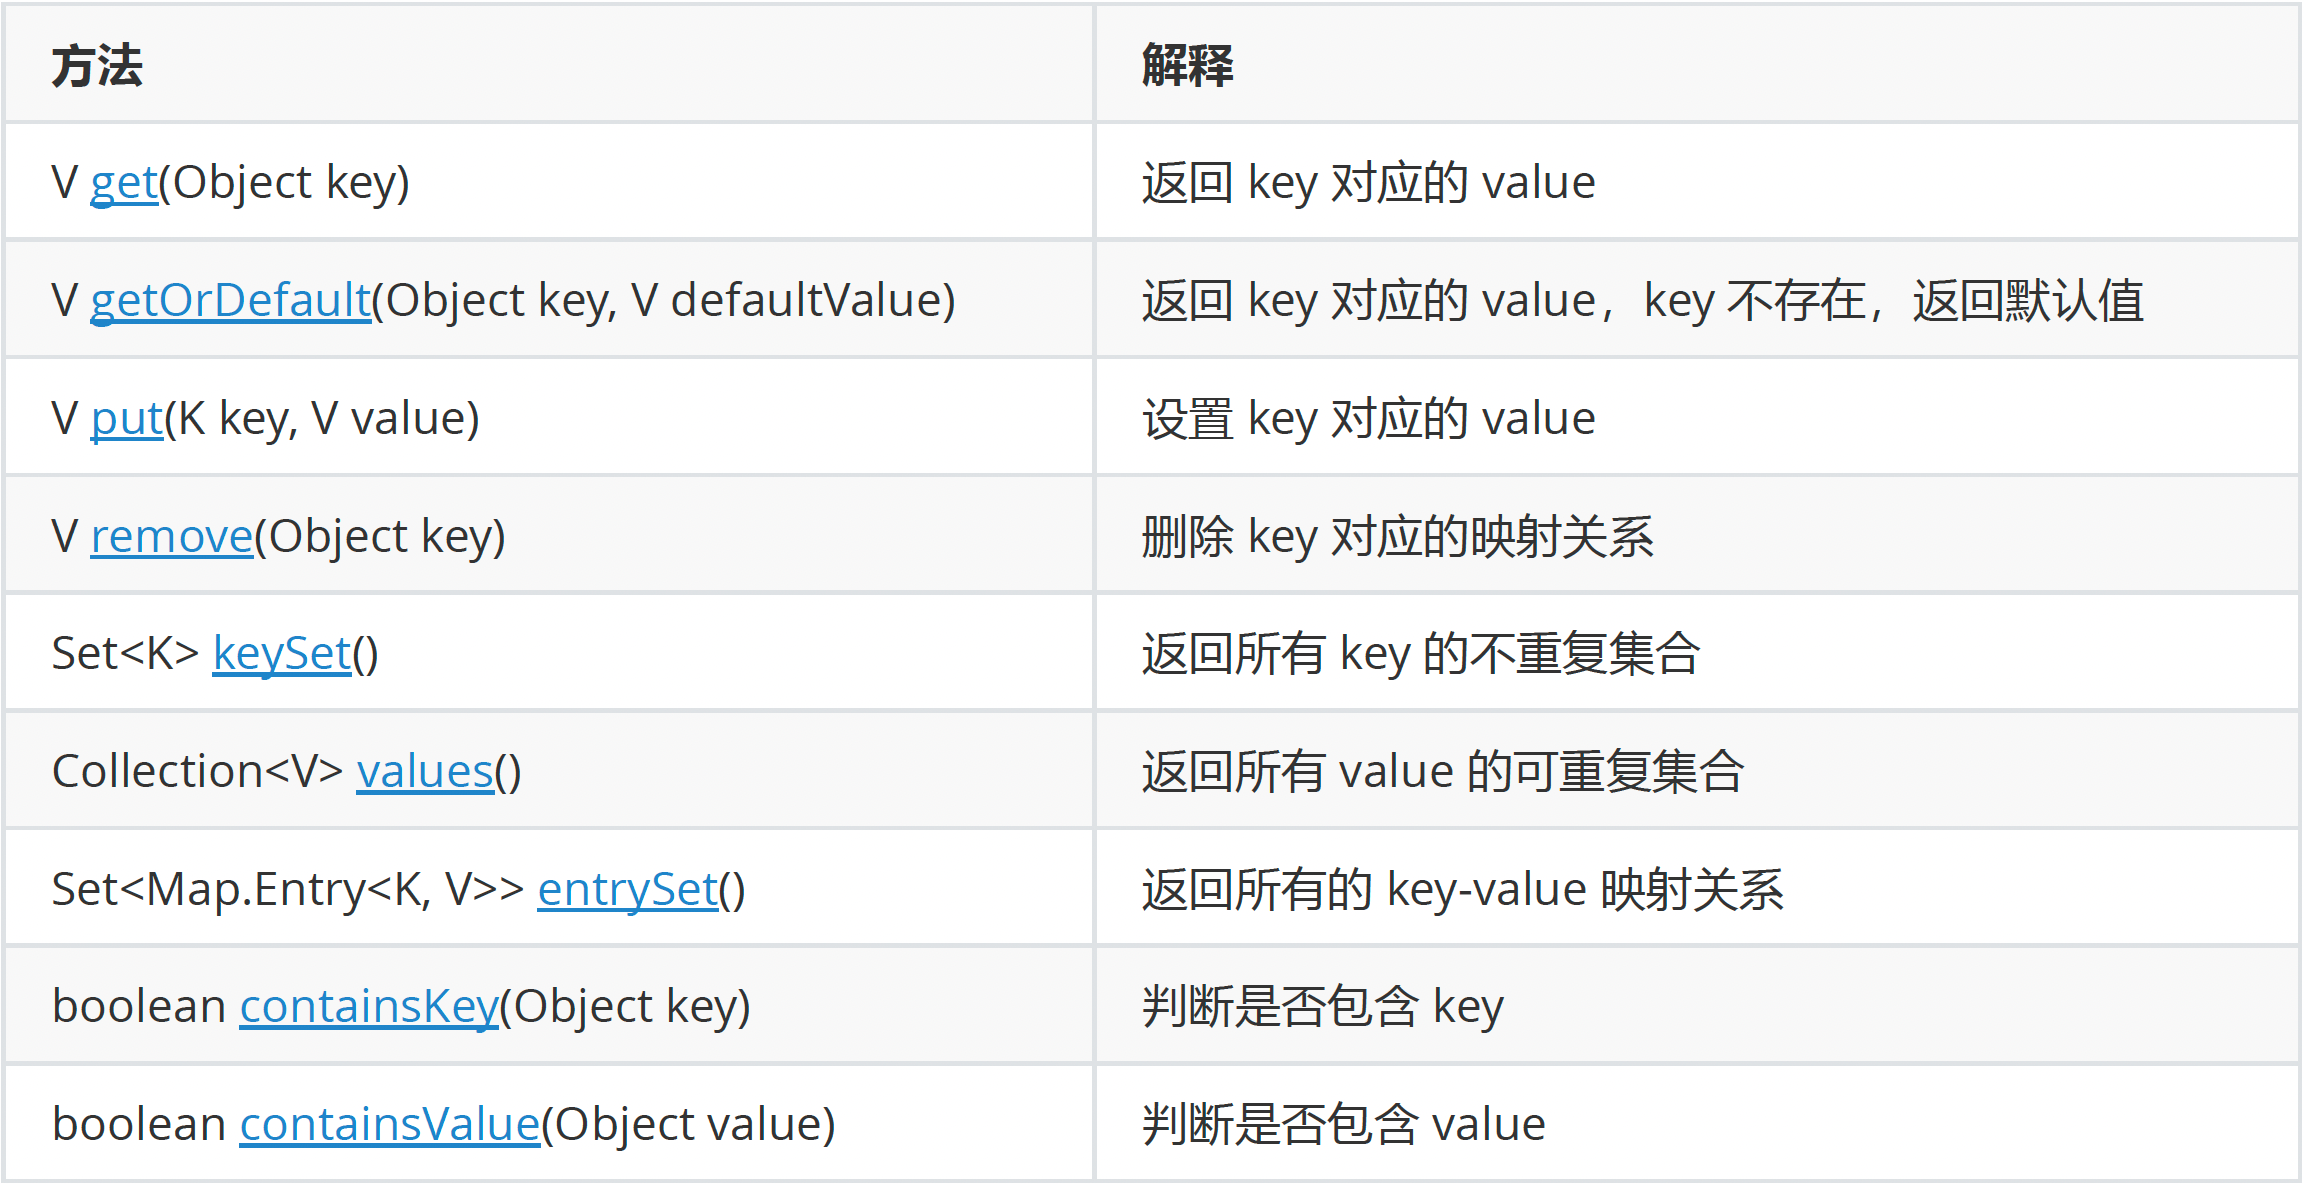 方法 解释
V get(Object key) 返回 key 对应的 value
V getOrDefault(Object key, V defaultValue) 返回 key 对应的 value，key 不存在，返回默认值
V put(K key, V value) 设置 key 对应的 value
V remove(Object key) 删除 key 对应的映射关系
Set<K> keySet() 返回所有 key 的不重复集合
Collection<V> values() 返回所有 value 的可重复集合
Set<Map.Entry<K, V>> entrySet() 返回所有的 key-value 映射关系
boolean containsKey(Object key) 判断是否包含 key
boolean containsValue(Object value) 判断是否包含 value